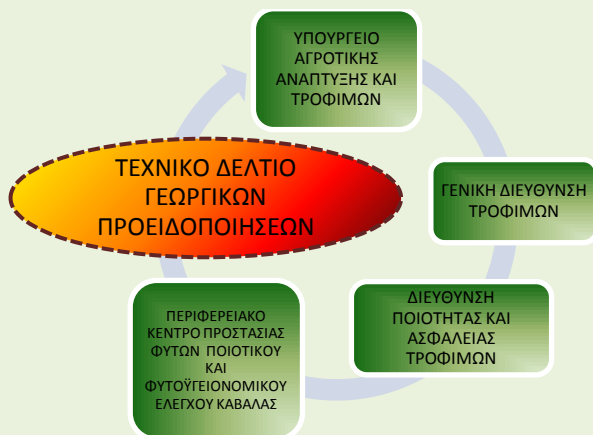 ΥΠΟΥΡΓΕΙΟ
ΑΓΡΟΤΙΚΗΣ
ΑΝΑΠΤΥΞΗΣ ΚΑΙ
ΤΡΟΦΙΜΩΝ
ΤΕΧΝΙΚΟ ΔΕΛΤΙΟ
ΓΕΩΡΓΙΚΩΝ
ΠΡΟΕΙΔΟΠΟΙΗΣΕΩΝ
ΓΕΝΙΚΗ ΔΙΕΥΘΥΝΣΗ
ΤΡΟΦΙΜΩΝ
ΔΙΕΥΘΥΝΣΗ
ΠΟΙΟΤΗΤΑΣ ΚΑΙ
ΑΣΦΑΛΕΙΑΣ
ΤΡΟΦΙΜΩΝ
ΠΕΡΙΦΕΡΕΙΑΚΟ
ΚΕΝΤΡΟ ΠΡΟΣΤΑΣΙΑΣ
ΦΥΤΩΝ ΠΟΙΟΤΙΚΟΥ
ΚΑΙ
ΦΥΤΟΫΓΕΙΟΝΟΜΙΚΟΥ
ΕΛΕΓΧΟΥ ΚΑΒΑΛΑΣ